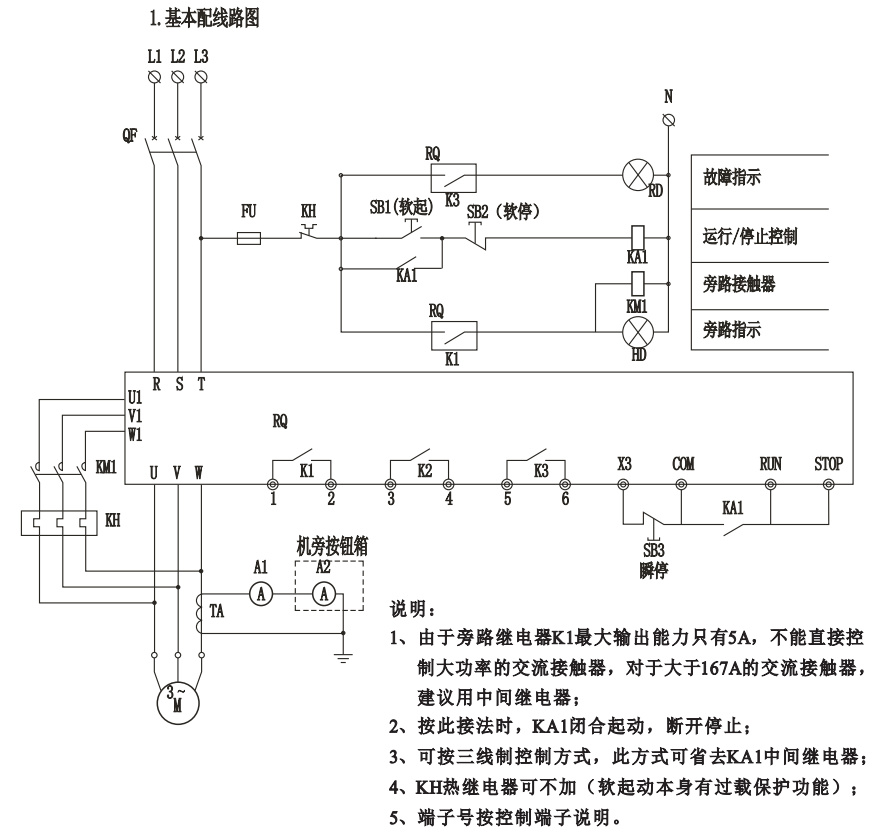 1.基本配线路图
L1 L2 L3
N
QF
RQ
K3
RD
故障指示
FU
KH
SB1(软起)
SB2（软停）
KA1
KA1
运行/停止控制
旁路接触器
KM1
RQ
K1
HD
旁路指示
R S T
U1
V1
W1
RQ
KM1
U V W
K1
K2
K3
X3 COM RUN STOP
1 2 3 4 5 6
KH
KA1
SB3
瞬停
机旁按钮箱
A1
A2
A
A
TA
3～
M
说明：
1、由于旁路继电器K1最大输出能力只有5A，不能直接控
制大功率的交流接触器，对于大于167A的交流接触器，
建议用中间继电器；
2、按此接法时，KA1闭合起动，断开停止；
3、可按三线制控制方式，此方式可省去KA1中间继电器；
4、KH热继电器可不加（软起动本身有过载保护功能）；
5、端子号按控制端子说明。